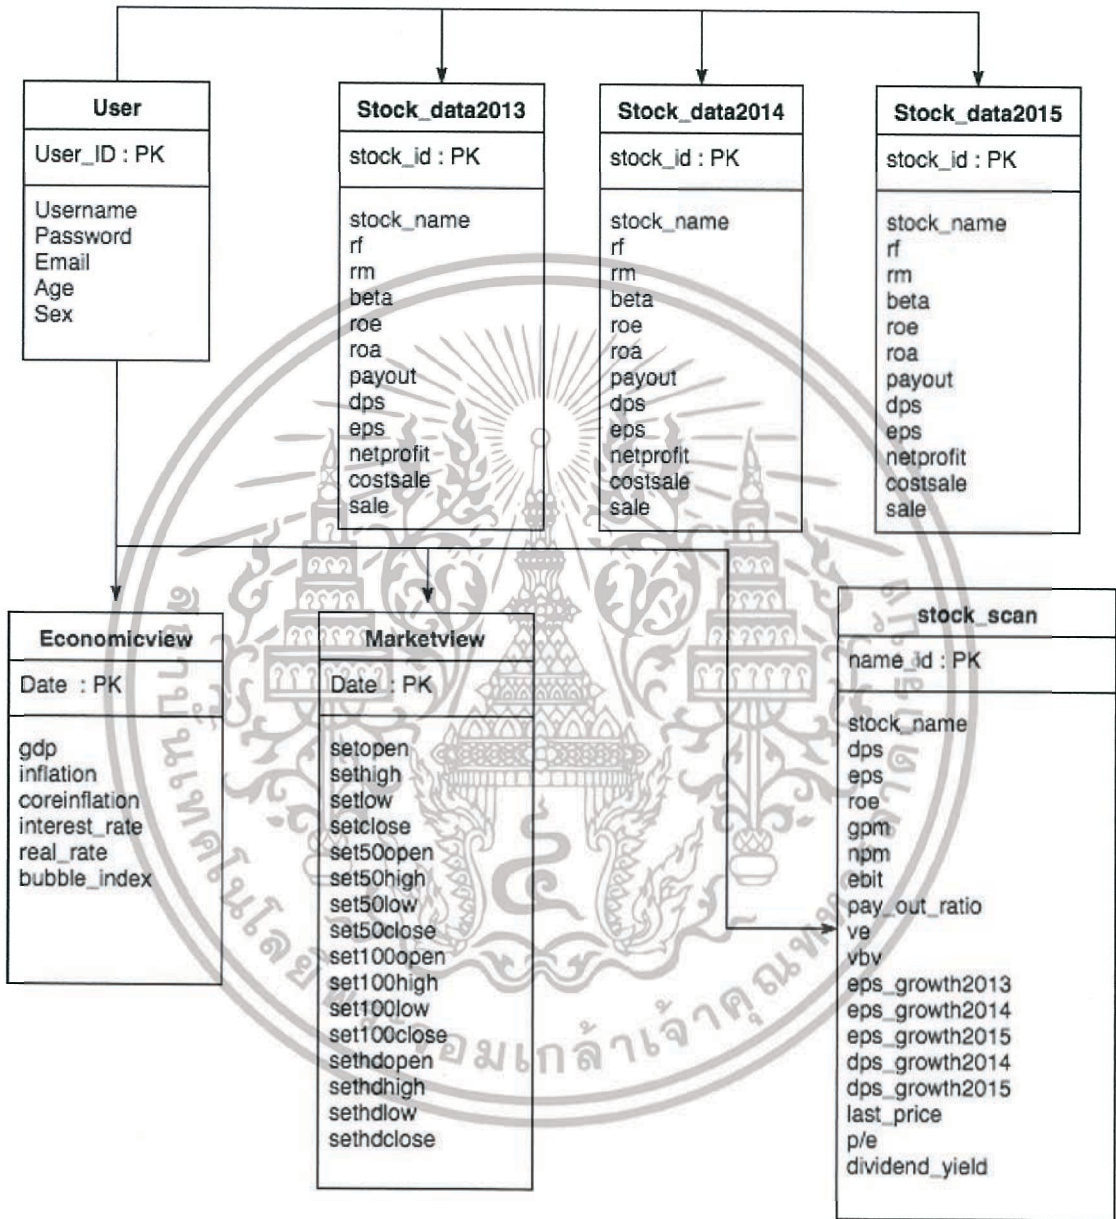 User
User_ID : PK
Username
Password
Email
Age
Sex
Stock_data2013
stock_id : PK
stock_name
rf
rm
beta
roe
roa
payout
dps
eps
netprofit
costsale
sale
Stock_data2014
stock_id : PK
stock_name
rf
rm
beta
roe
roa
payout
dps
eps
netprofit
costsale
sale
Stock_data2015
stock_id : PK
stock_name
rf
rm
beta
roe
roa
payout
dps
eps
netprofit
costsale
sale
Economicview
Date : PK
gdp
inflation
coreinflation
interest_rate
real_rate
bubble_index
Marketview
Date : PK
setopen
sethigh
setlow
setclose
set50open
set50high
set50low
set50close
set100open
set100high
set100low
set100close
sethdopen
sethdhigh
sethdlow
sethdclose
stock_scan
name_id : PK
stock_name
dps
eps
roe
gpm
npm
ebit
pay_out_ratio
ve
vbv
eps_growth2013
eps_growth2014
eps_growth2015
dps_growth2014
dps_growth2015
last_price
p/e
dividend_yield